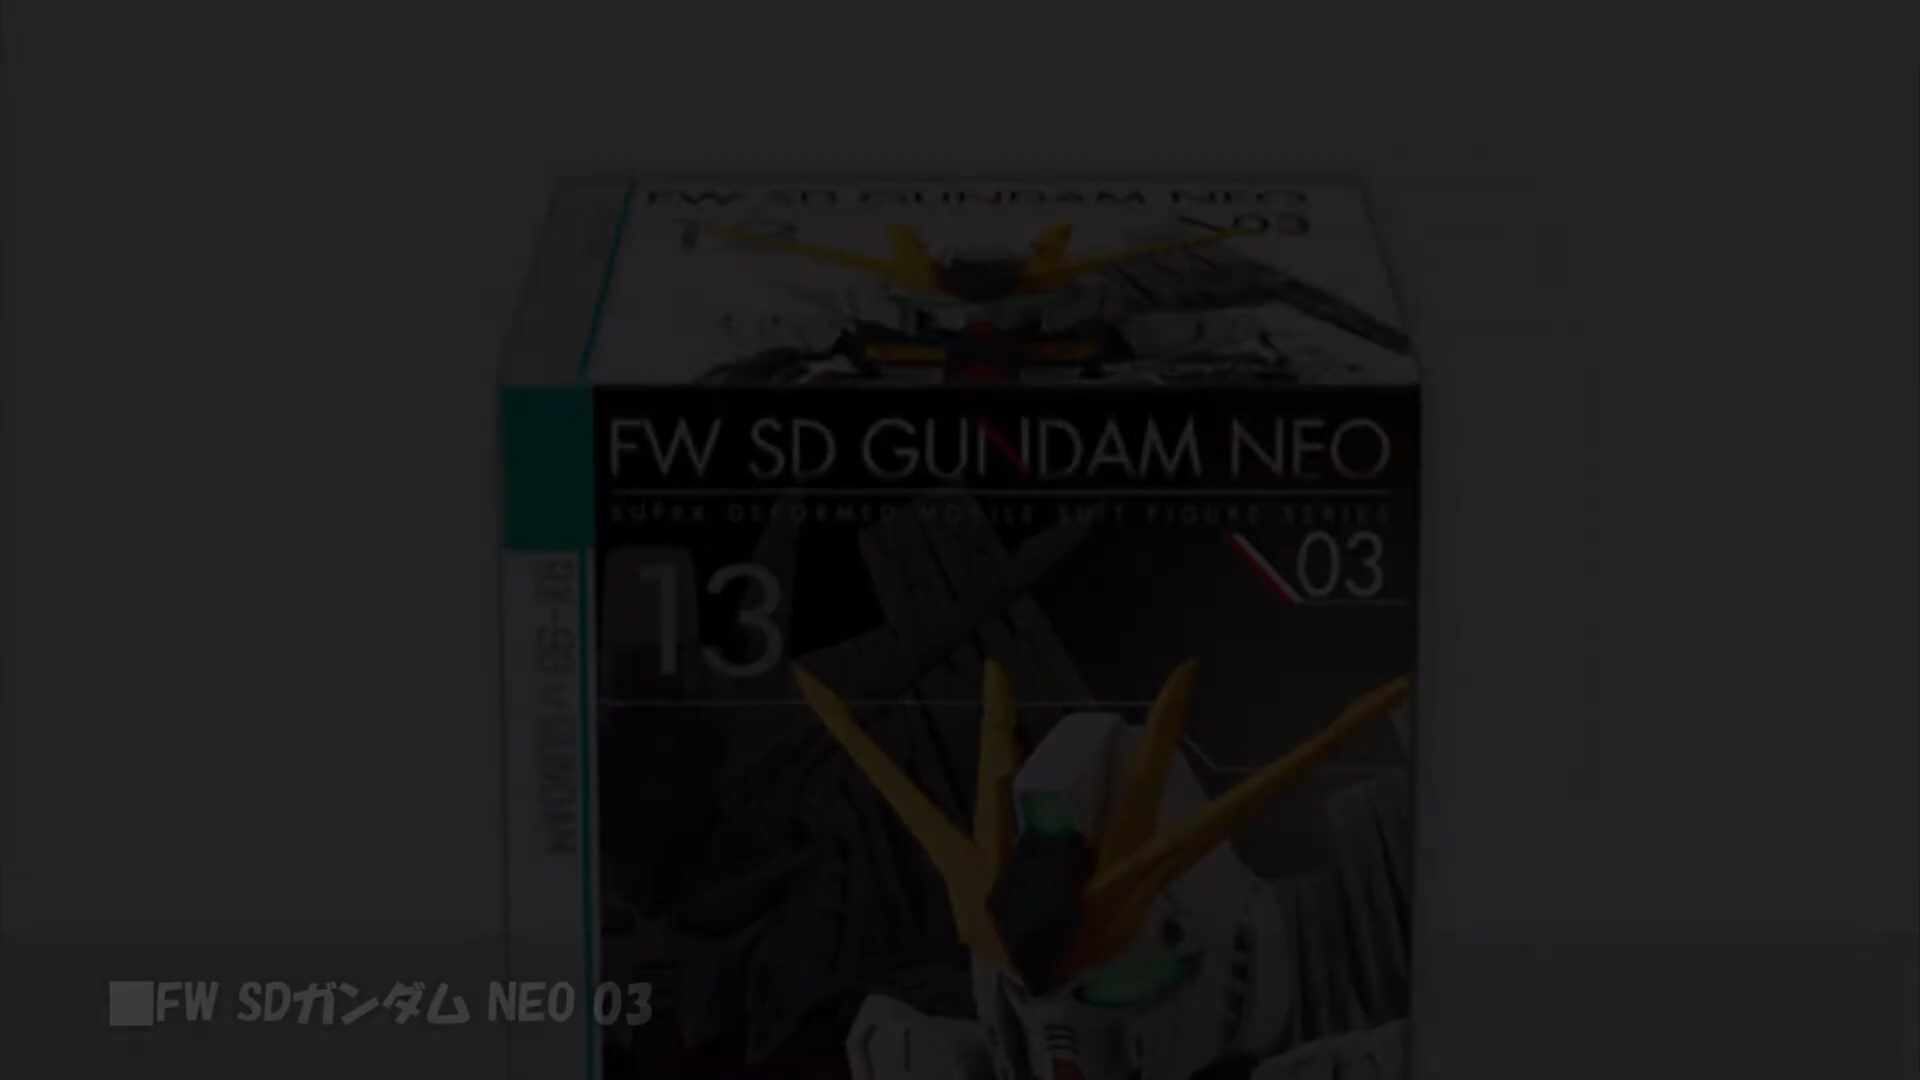 FW SD GUNDAM NEO
13
03
FW SD GUNDAM NEO
SUPER DEFORMED MOBILE SUIT FIGURE SERIES
03
13
■FW SDガンダム NEO 03